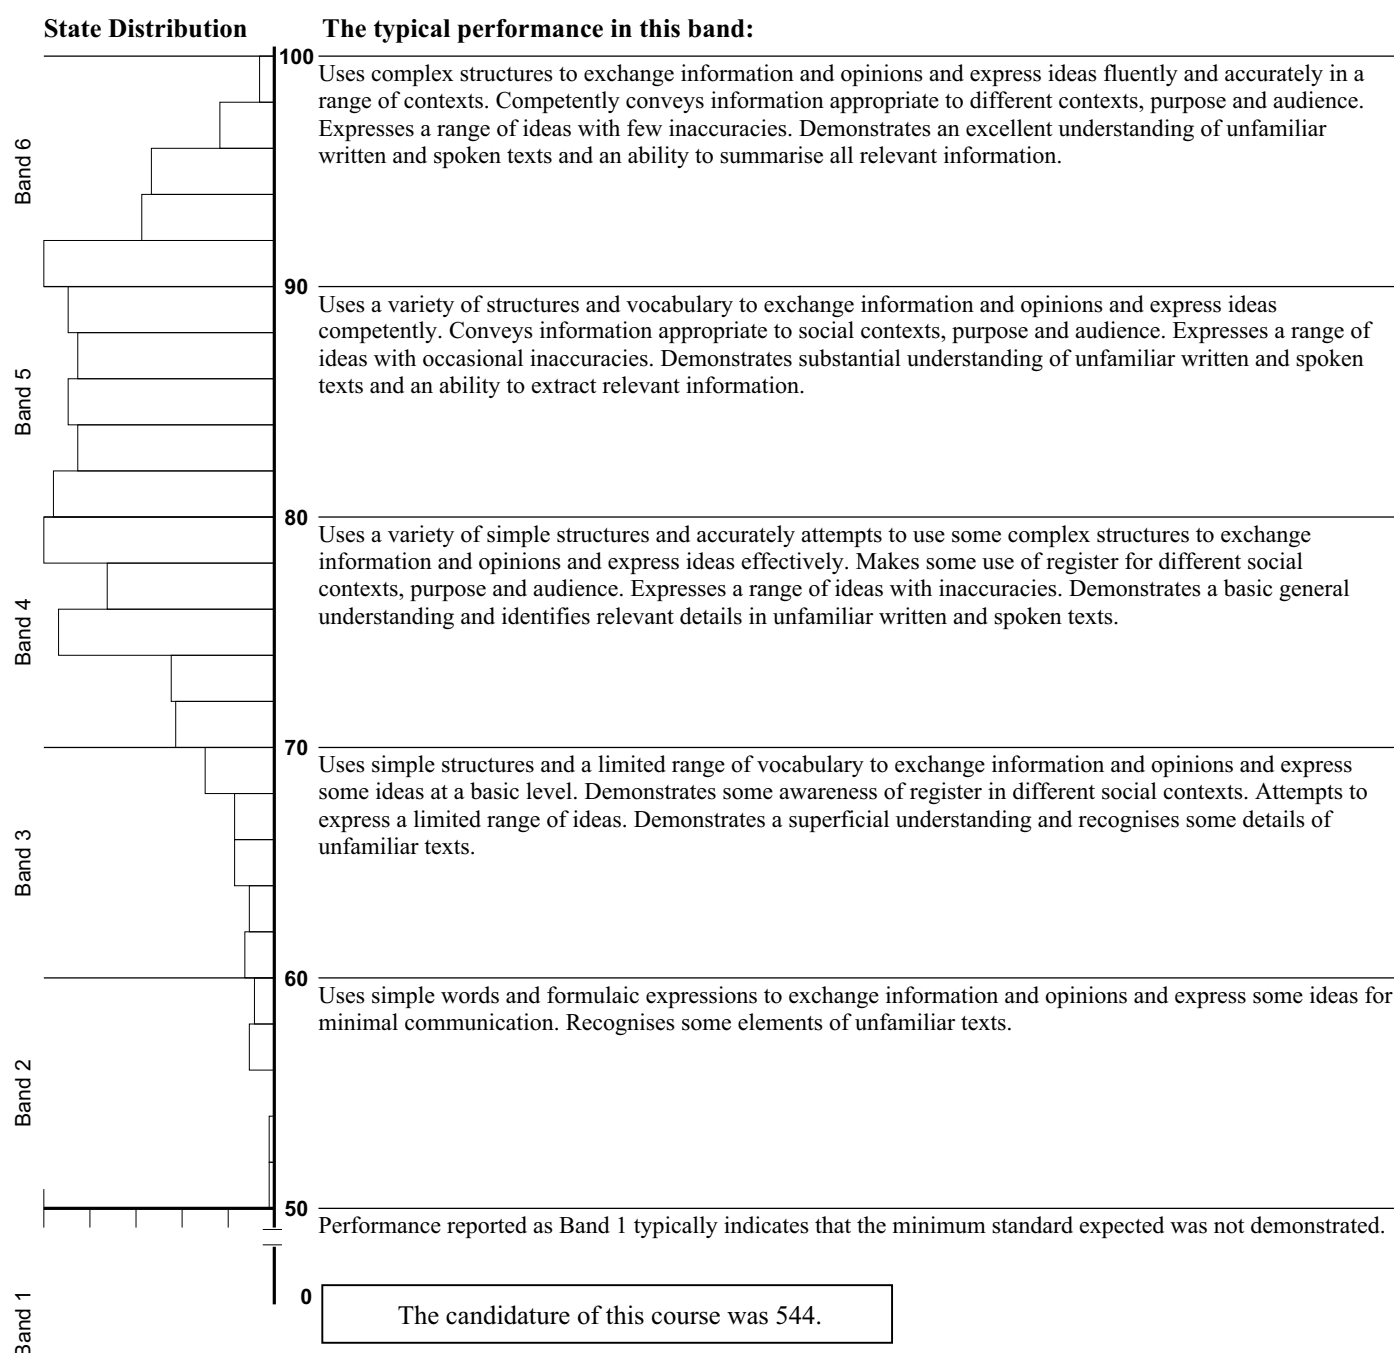 State Distribution
The typical performance in this band:
100
Uses complex structures to exchange information and opinions and express ideas fluently and accurately in a
range of contexts. Competently conveys information appropriate to different contexts, purpose and audience.
Expresses a range of ideas with few inaccuracies. Demonstrates an excellent understanding of unfamiliar
written and spoken texts and an ability to summarise all relevant information.
Band 6
90
Uses a variety of structures and vocabulary to exchange information and opinions and express ideas
competently. Conveys information appropriate to social contexts, purpose and audience. Expresses a range of
ideas with occasional inaccuracies. Demonstrates substantial understanding of unfamiliar written and spoken
texts and an ability to extract relevant information.
Band 5
80
Uses a variety of simple structures and accurately attempts to use some complex structures to exchange
information and opinions and express ideas effectively. Makes some use of register for different social
contexts, purpose and audience. Expresses a range of ideas with inaccuracies. Demonstrates a basic general
understanding and identifies relevant details in unfamiliar written and spoken texts.
Band 4
70
Uses simple structures and a limited range of vocabulary to exchange information and opinions and express
some ideas at a basic level. Demonstrates some awareness of register in different social contexts. Attempts to
express a limited range of ideas. Demonstrates a superficial understanding and recognises some details of
unfamiliar texts.
Band 3
60
Uses simple words and formulaic expressions to exchange information and opinions and express some ideas for
minimal communication. Recognises some elements of unfamiliar texts.
Band 2
50
Performance reported as Band 1 typically indicates that the minimum standard expected was not demonstrated.
0
Band 1
The candidature of this course was 544.